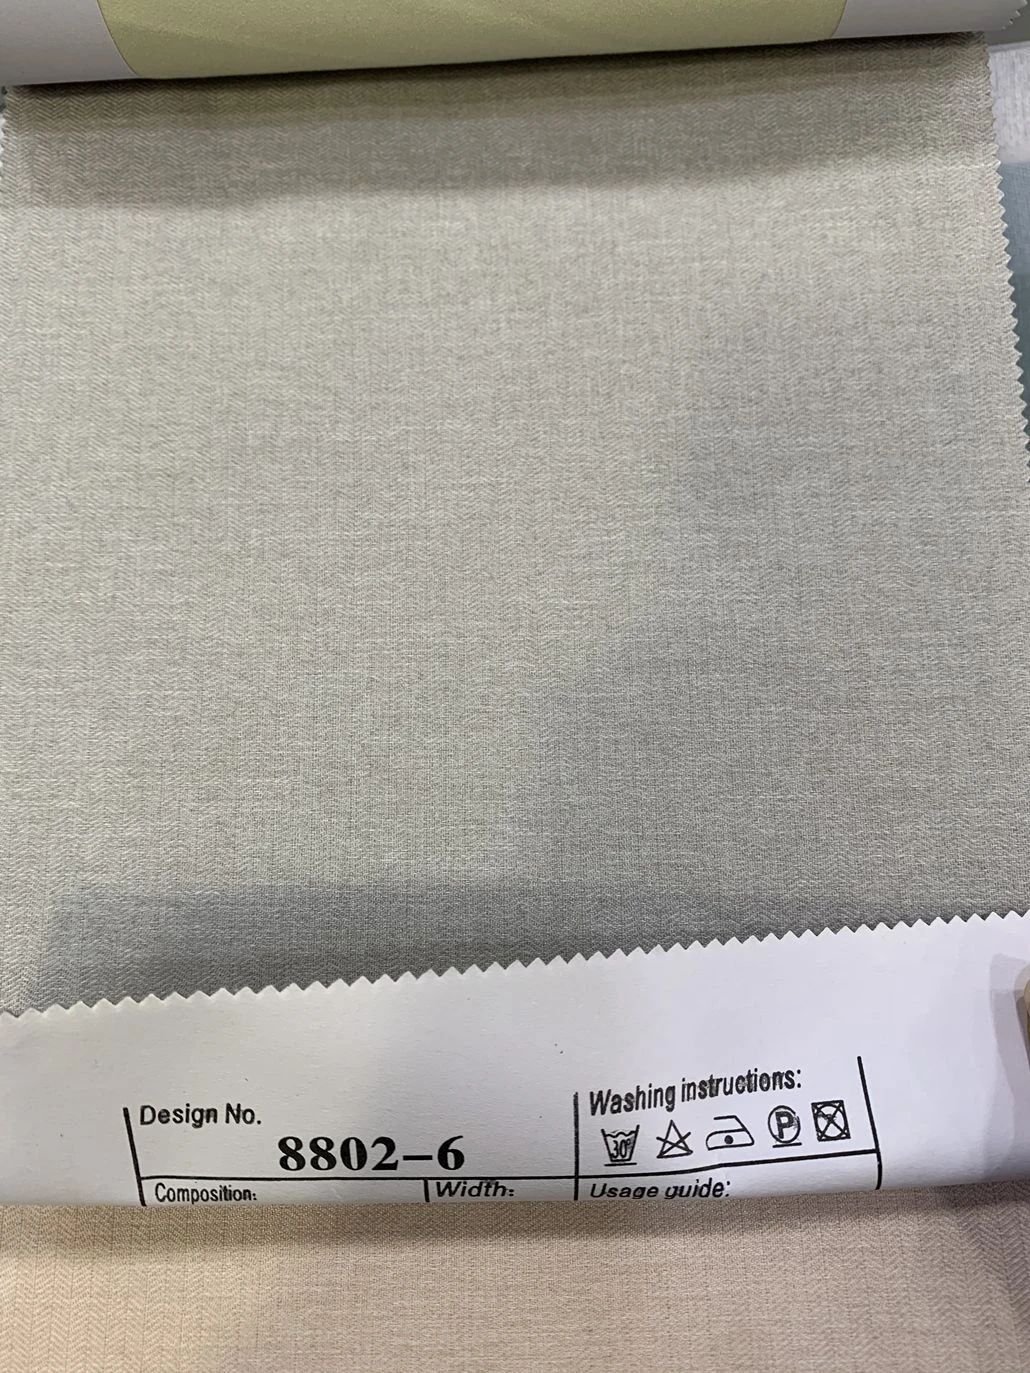 Design No.
8802-6
Washing instructions:
30°
P
Composition:
Width:
Usage guide: